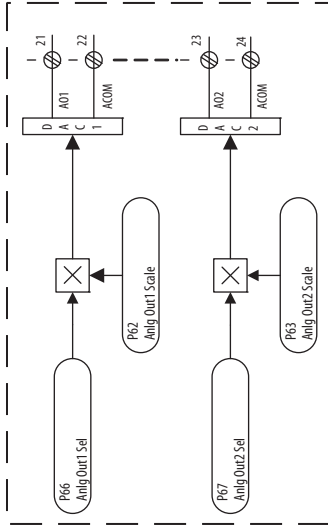 P66
Anlg Out1 Sel
P62
Anlg Out1 Scale
D
A
C
1
AO1
ACOM
21
22
P67
Anlg Out2 Sel
P63
Anlg Out2 Scale
D
A
C
2
AO2
ACOM
23
24